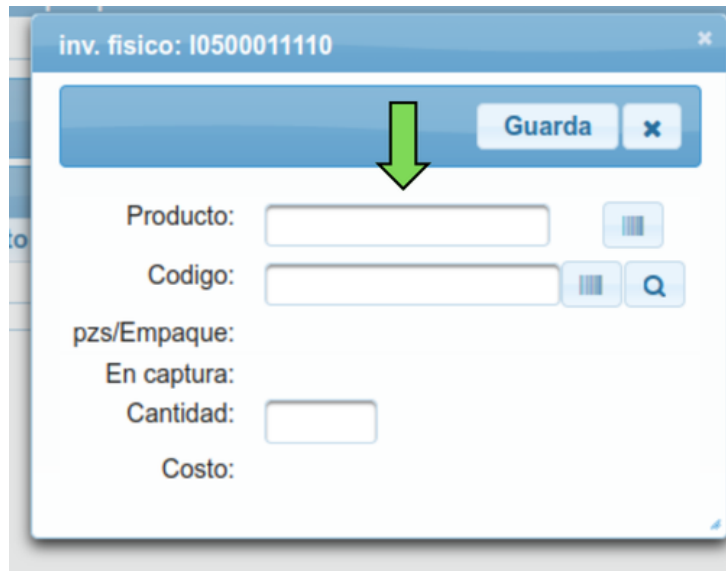 inv. fisico: I0500011110
Guarda
Producto:
Codigo:
pzs/Empaque:
En captura:
Cantidad:
Costo: